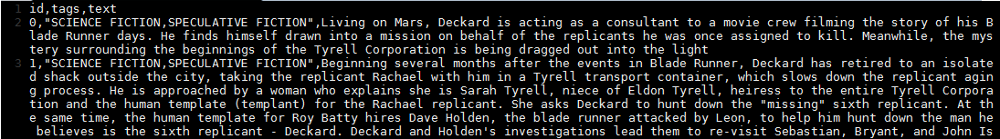 1 id,tags,text
2 0,"SCIENCE FICTION,SPECULATIVE FICTION",Living on Mars, Deckard is acting as a consultant to a movie crew filming the story of his B
lade Runner days. He finds himself drawn into a mission on behalf of the replicants he was once assigned to kill. Meanwhile, the mys
tery surrounding the beginnings of the Tyrell Corporation is being dragged out into the light
3 1,"SCIENCE FICTION,SPECULATIVE FICTION",Beginning several months after the events in Blade Runner, Deckard has retired to an isolate
d shack outside the city, taking the replicant Rachael with him in a Tyrell transport container, which slows down the replicant agin
g process. He is approached by a woman who explains she is Sarah Tyrell, niece of Eldon Tyrell, heiress to the entire Tyrell Corpora
tion and the human template (templant) for the Rachael replicant. She asks Deckard to hunt down the "missing" sixth replicant. At th
e same time, the human template for Roy Batty hires Dave Holden, the blade runner attacked by Leon, to help him hunt down the man he
believes is the sixth replicant - Deckard. Deckard and Holden's investigations lead them to re-visit Sebastian, Bryant, and John Is